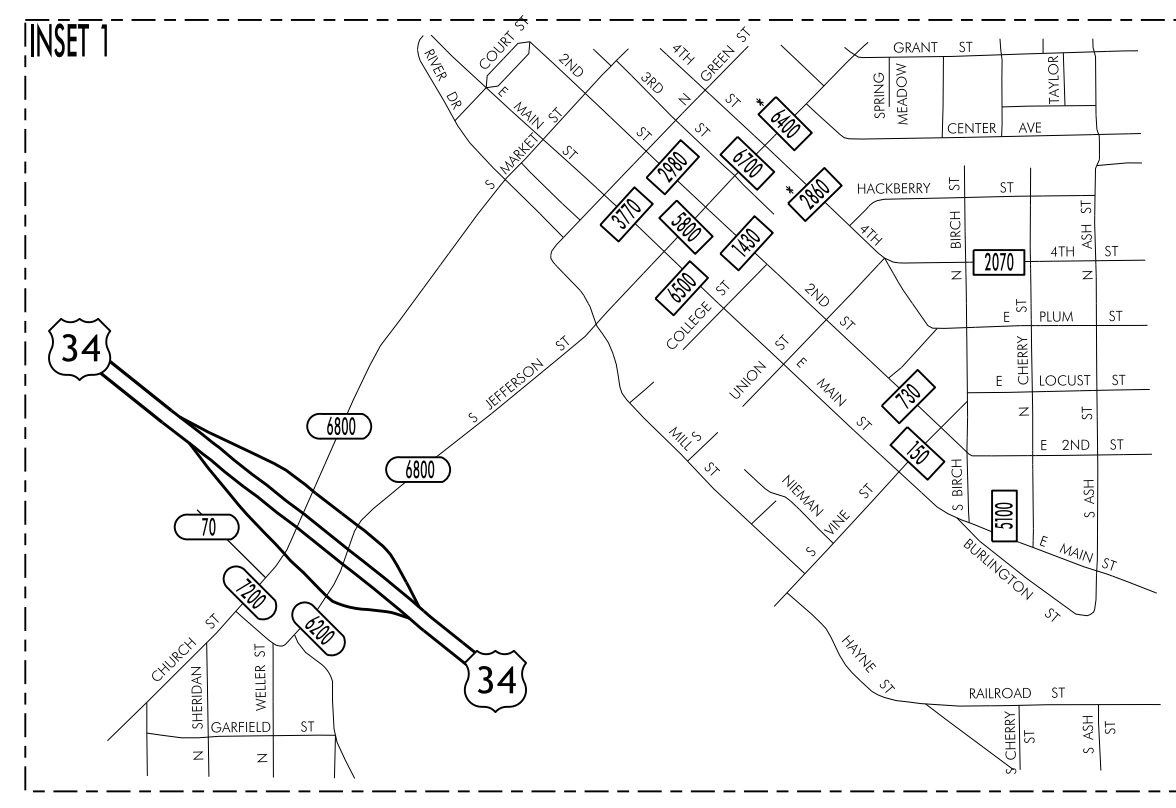 INSET 1
COURT ST
RIVER DR
2ND ST
3RD ST
4TH ST
N GREEN ST
E MAIN ST
S MARKET ST
GRANT ST
SPRING MEADOW
TAYLOR
CENTER AVE
* 6400
6700
2980
* 2860
3770
5800
1430
6500
HACKBERRY ST
N BIRCH ST
N ASH ST
4TH
2070
4TH ST
E PLUM ST
N CHERRY ST
E LOCUST ST
E 2ND ST
COLLEGE ST
2ND ST
UNION ST
E MAIN ST
730
150
34
6800
S JEFFERSON ST
6800
MILL ST
S
NIEMAN
S VINE ST
S BIRCH
5100
S ASH ST
E MAIN ST
BURLINGTON ST
70
7200
6200
34
CHURCH ST
N SHERIDAN
N WELLER ST
GARFIELD ST
HAYNE ST
RAILROAD ST
S CHERRY ST
S ASH ST